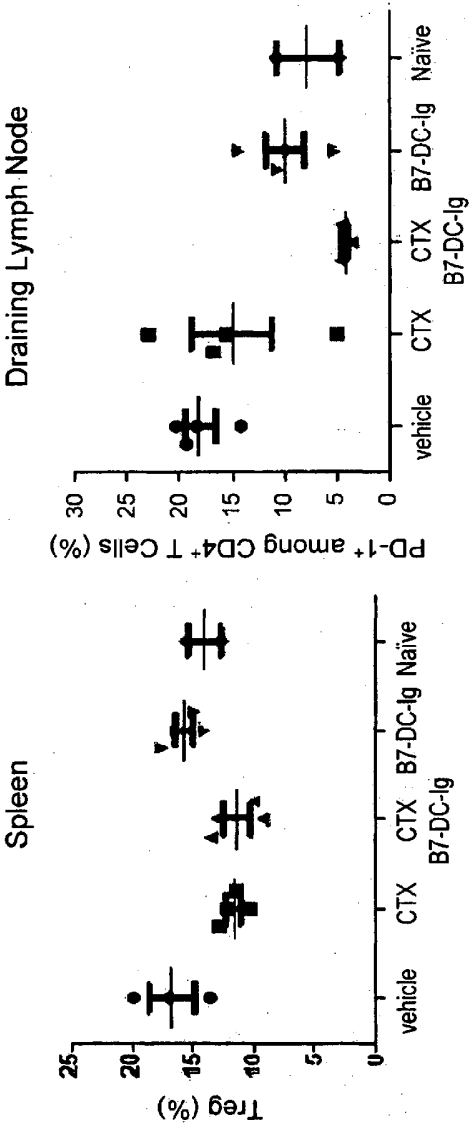 Spleen
Treg (%)
25
20
15
10
5
0
vehicle
CTX
CTX
B7-DC-Ig
B7-DC-Ig
Naïve
Draining Lymph Node
PD-1⁺ among CD4⁺ T Cells (%)
30
25
20
15
10
5
0
vehicle
CTX
CTX
B7-DC-Ig
B7-DC-Ig
Naïve